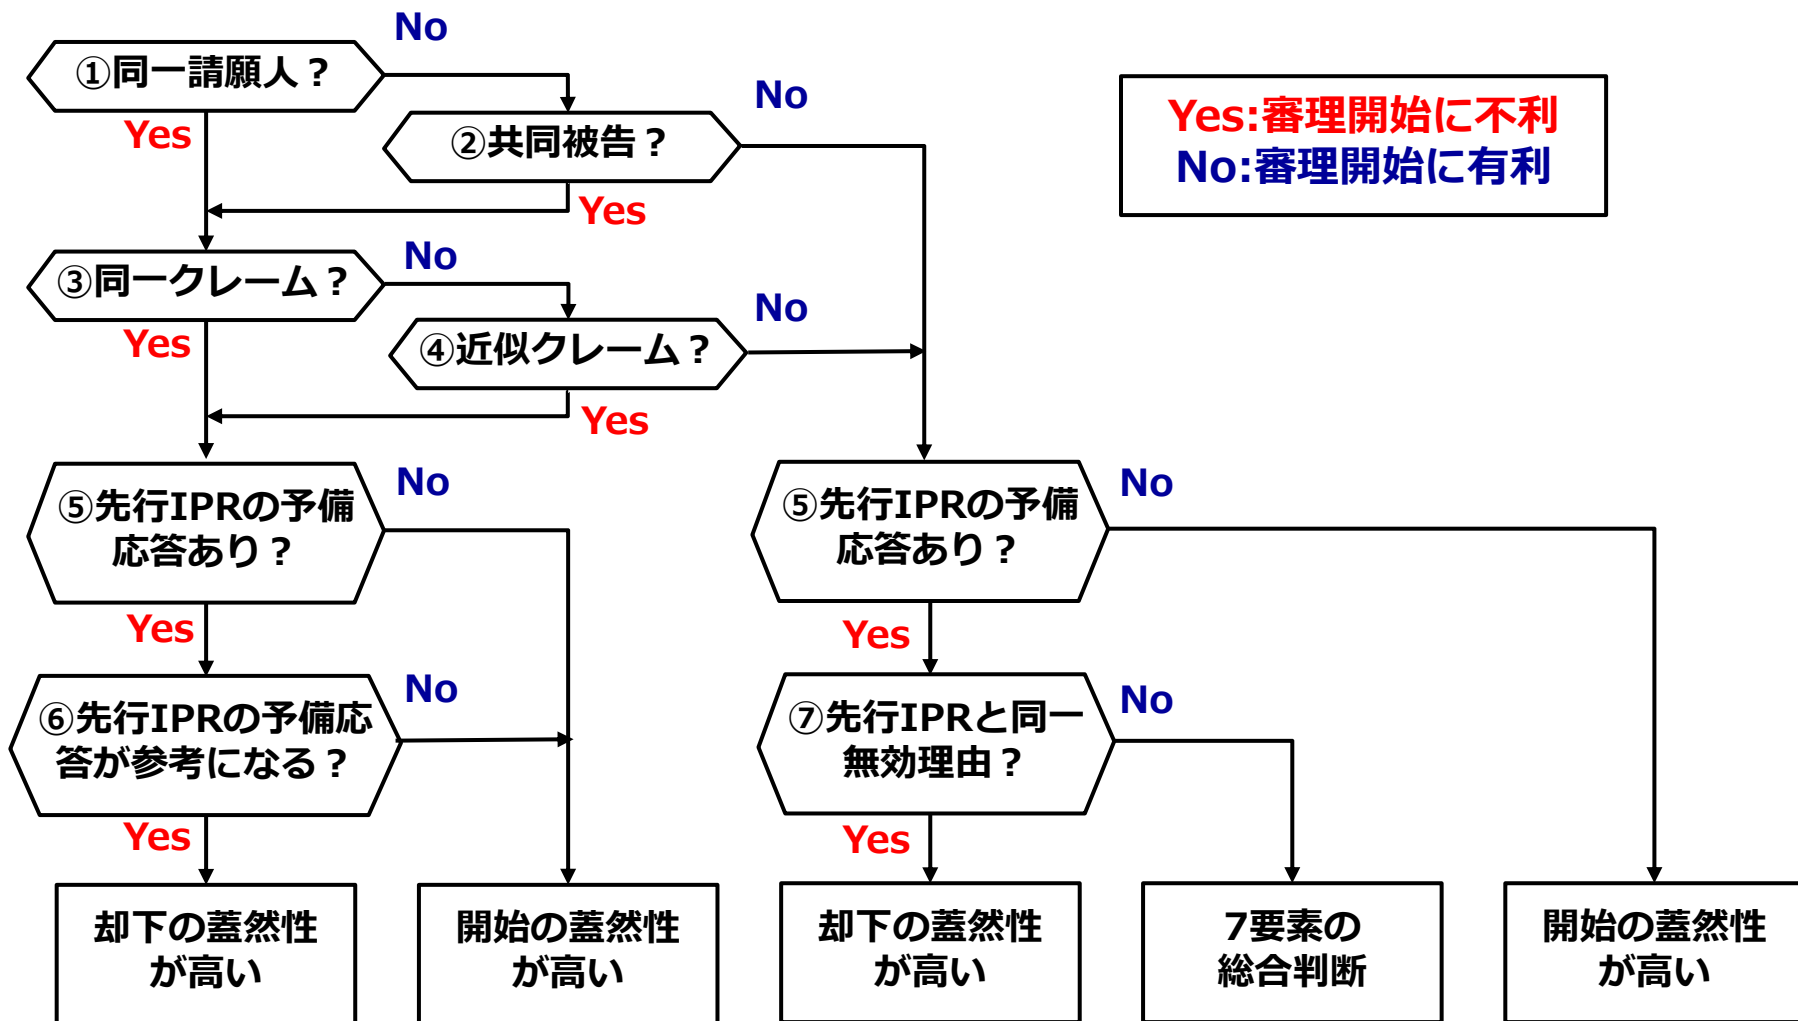 No
①同一請願人？
Yes
②共同被告？
No
Yes
Yes:審理開始に不利
No:審理開始に有利
③同一クレーム？
No
Yes
④近似クレーム？
No
Yes
⑤先行IPRの予備
応答あり？
No
Yes
⑤先行IPRの予備
応答あり？
No
Yes
⑥先行IPRの予備応
答が参考になる？
No
Yes
⑦先行IPRと同一
無効理由？
No
Yes
却下の蓋然性
が高い
開始の蓋然性
が高い
却下の蓋然性
が高い
7要素の
総合判断
開始の蓋然性
が高い